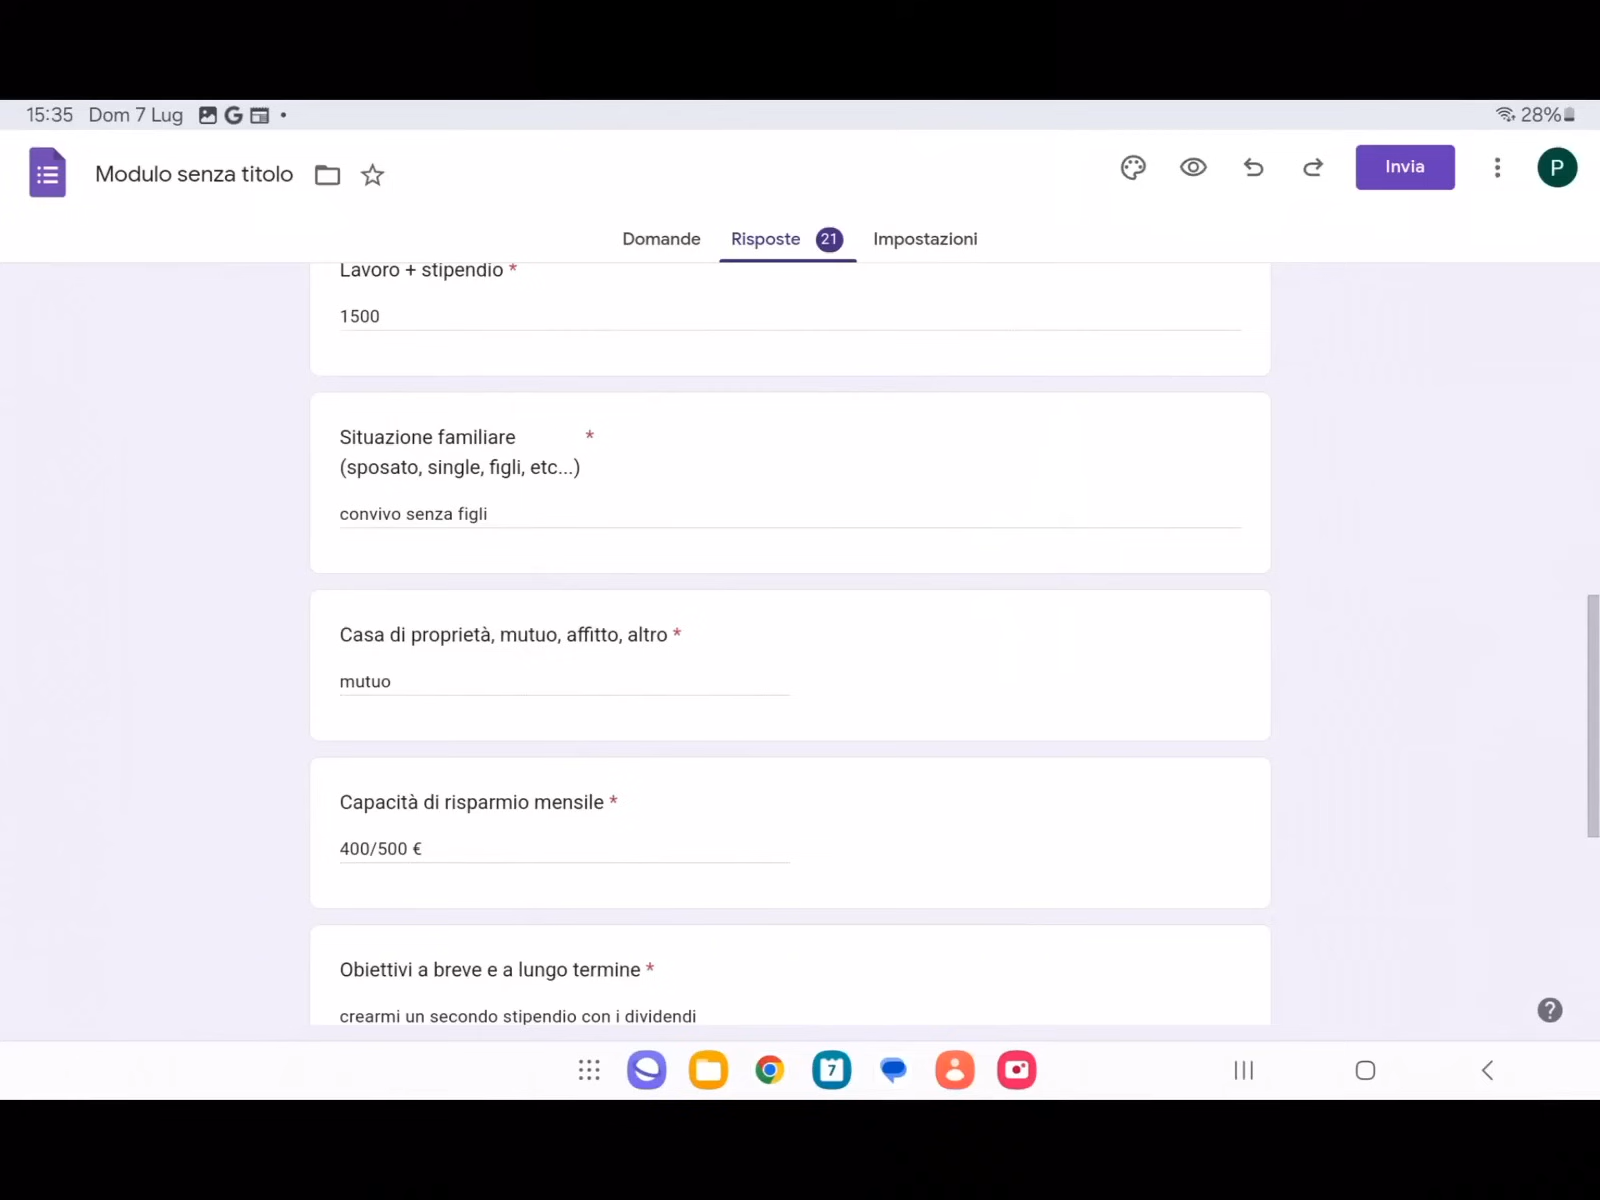 15:35 Dom 7 Lug 28%
Modulo senza titolo
Invia
P
Domande Risposte 21 Impostazioni
Lavoro + stipendio *
1500
Situazione familiare *
(sposato, single, figli, etc...)
convivo senza figli
Casa di proprietà, mutuo, affitto, altro *
mutuo
Capacità di risparmio mensile *
400/500 €
Obiettivi a breve e a lungo termine *
crearmi un secondo stipendio con i dividendi
7